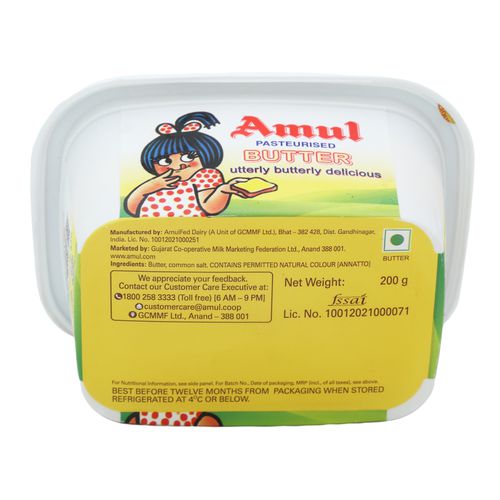 Amul
PASTEURISED
BUTTER
utterly butterly delicious
Manufactured by: AmulFed Dairy (A Unit of GCMMF Ltd.), Bhat – 382 428, Dist. Gandhinagar,
India. Lic. No. 10012021000251
Marketed by: Gujarat Co-operative Milk Marketing Federation Ltd., Anand 388 001.
www.amul.com
Ingredients: Butter, common salt. CONTAINS PERMITTED NATURAL COLOUR [ANNATTO]
BUTTER
We appreciate your feedback.
Contact our Customer Care Executive at:
1800 258 3333 (Toll free) [6 AM – 9 PM]
customercare@amul.coop
GCMMF Ltd., Anand – 388 001
Net Weight: 200 g
fssai
Lic. No. 10012021000071
For Nutritional Information, see side panel. For Batch No., Date of packaging, MRP (incl., of all taxes), see above.
BEST BEFORE TWELVE MONTHS FROM PACKAGING WHEN STORED
REFRIGERATED AT 4°C OR BELOW.